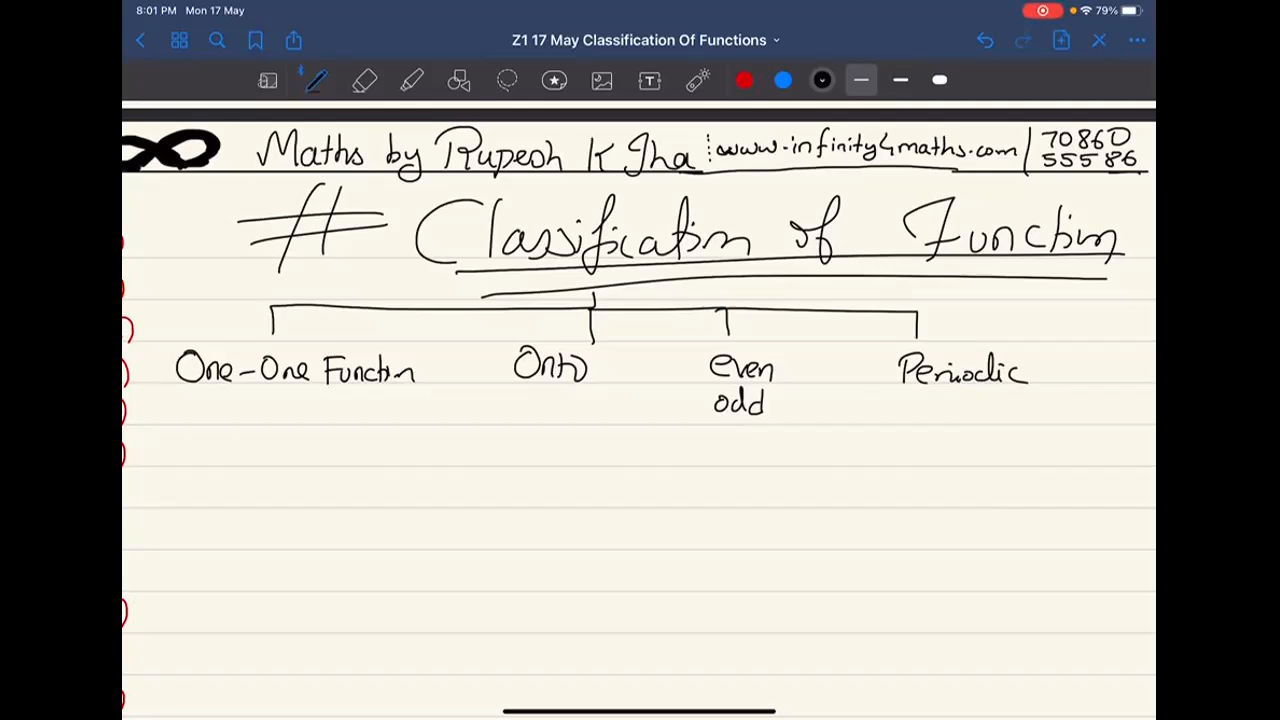 8:01 PM Mon 17 May 79%
Z1 17 May Classification Of Functions
∞ Maths by Rupesh K Jha www.infinity4maths.com 70860
55586
# Classification of Function
One-One Function Onto even Periodic
odd